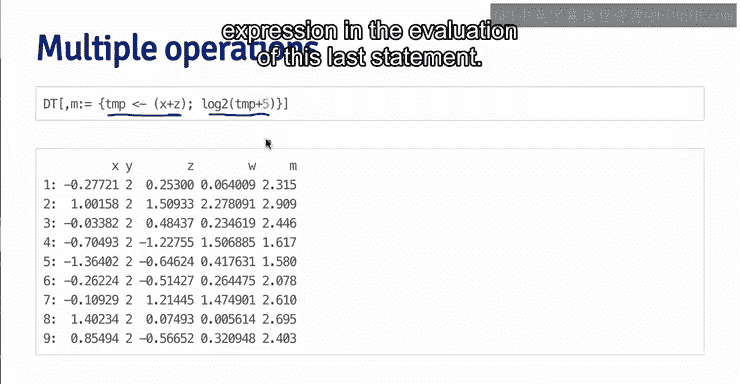 expression in the evaluation
Multiple operations
of this last statement.
DT[,m:= {tmp <- (x+z); log2(tmp+5)}]
x y z w m
1: -0.27721 2 0.25300 0.064009 2.315
2: 1.00158 2 1.50933 2.278091 2.909
3: -0.03382 2 0.48437 0.234619 2.446
4: -0.70493 2 -1.22755 1.506885 1.617
5: -1.36402 2 -0.64624 0.417631 1.580
6: -0.26224 2 -0.51427 0.264475 2.078
7: -0.10929 2 1.21445 1.474901 2.610
8: 1.40234 2 0.07493 0.005614 2.695
9: 0.85494 2 -0.56652 0.320948 2.403